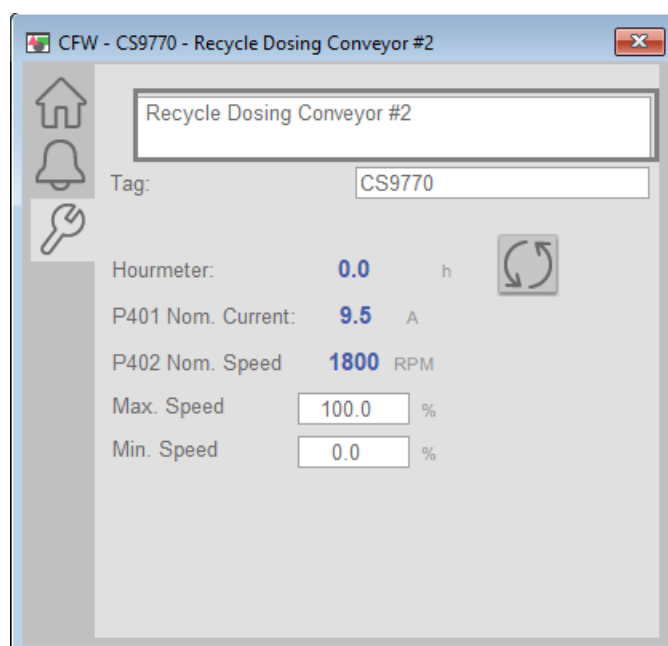 CFW - CS9770 - Recycle Dosing Conveyor #2
Recycle Dosing Conveyor #2
Tag: CS9770
Hourmeter: 0.0 h
P401 Nom. Current: 9.5 A
P402 Nom. Speed 1800 RPM
Max. Speed 100.0 %
Min. Speed 0.0 %